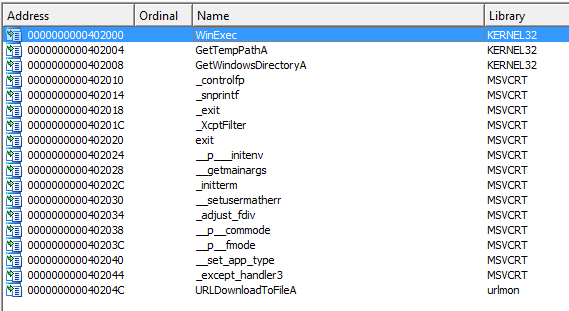 Address Ordinal Name Library
0000000000402000 WinExec KERNEL32
0000000000402004 GetTempPathA KERNEL32
0000000000402008 GetWindowsDirectoryA KERNEL32
0000000000402010 _controlfp MSVCRT
0000000000402014 _snprintf MSVCRT
0000000000402018 _exit MSVCRT
000000000040201C _XcptFilter MSVCRT
0000000000402020 exit MSVCRT
0000000000402024 __p___initenv MSVCRT
0000000000402028 __getmainargs MSVCRT
000000000040202C _initterm MSVCRT
0000000000402030 __setusermatherr MSVCRT
0000000000402034 _adjust_fdiv MSVCRT
0000000000402038 __p__commode MSVCRT
000000000040203C __p__fmode MSVCRT
0000000000402040 __set_app_type MSVCRT
0000000000402044 _except_handler3 MSVCRT
000000000040204C URLDownloadToFileA urlmon